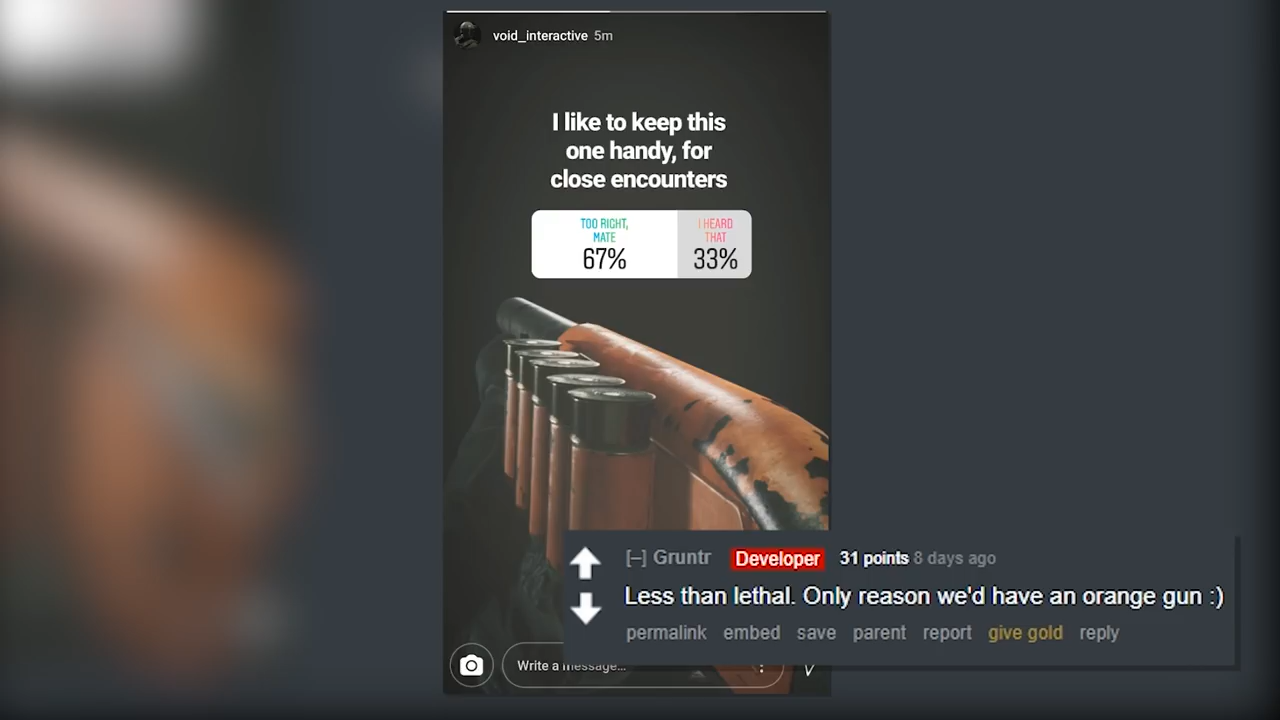 void_interactive 5m
I like to keep this
one handy, for
close encounters
TOO RIGHT,
MATE
67%
I HEARD
THAT
33%
[–] Gruntr Developer 31 points 8 days ago
Less than lethal. Only reason we'd have an orange gun :)
permalink embed save parent report give gold reply
Write a message...